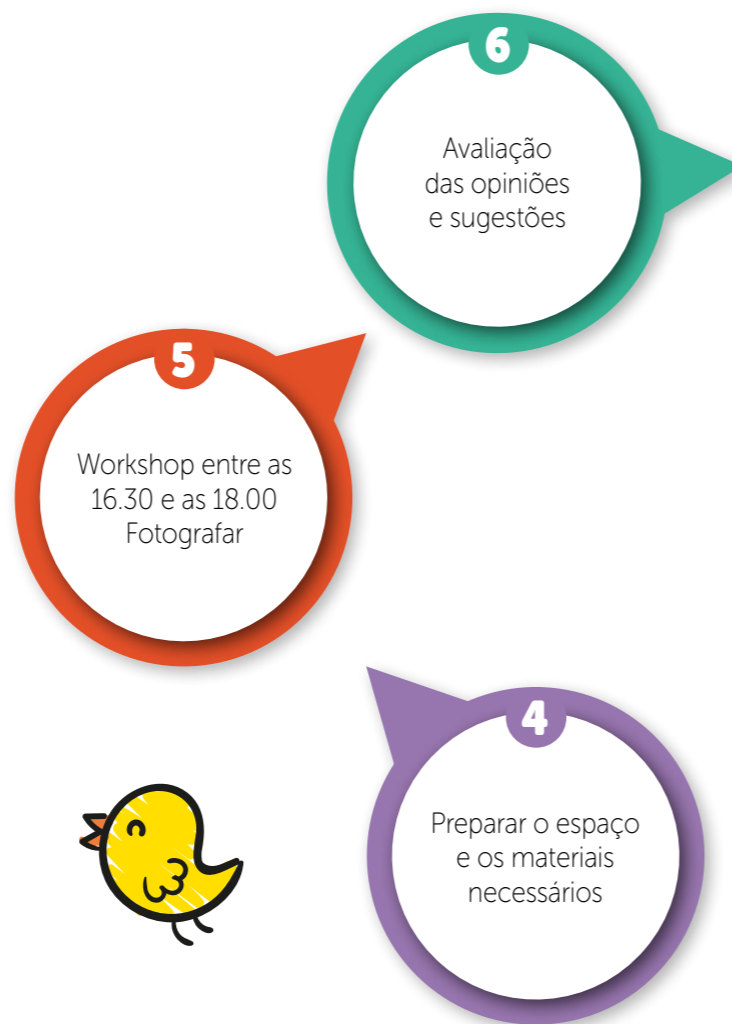 6
Avaliação
das opiniões
e sugestões
5
Workshop entre as
16.30 e as 18.00
Fotografar
4
Preparar o espaço
e os materiais
necessários